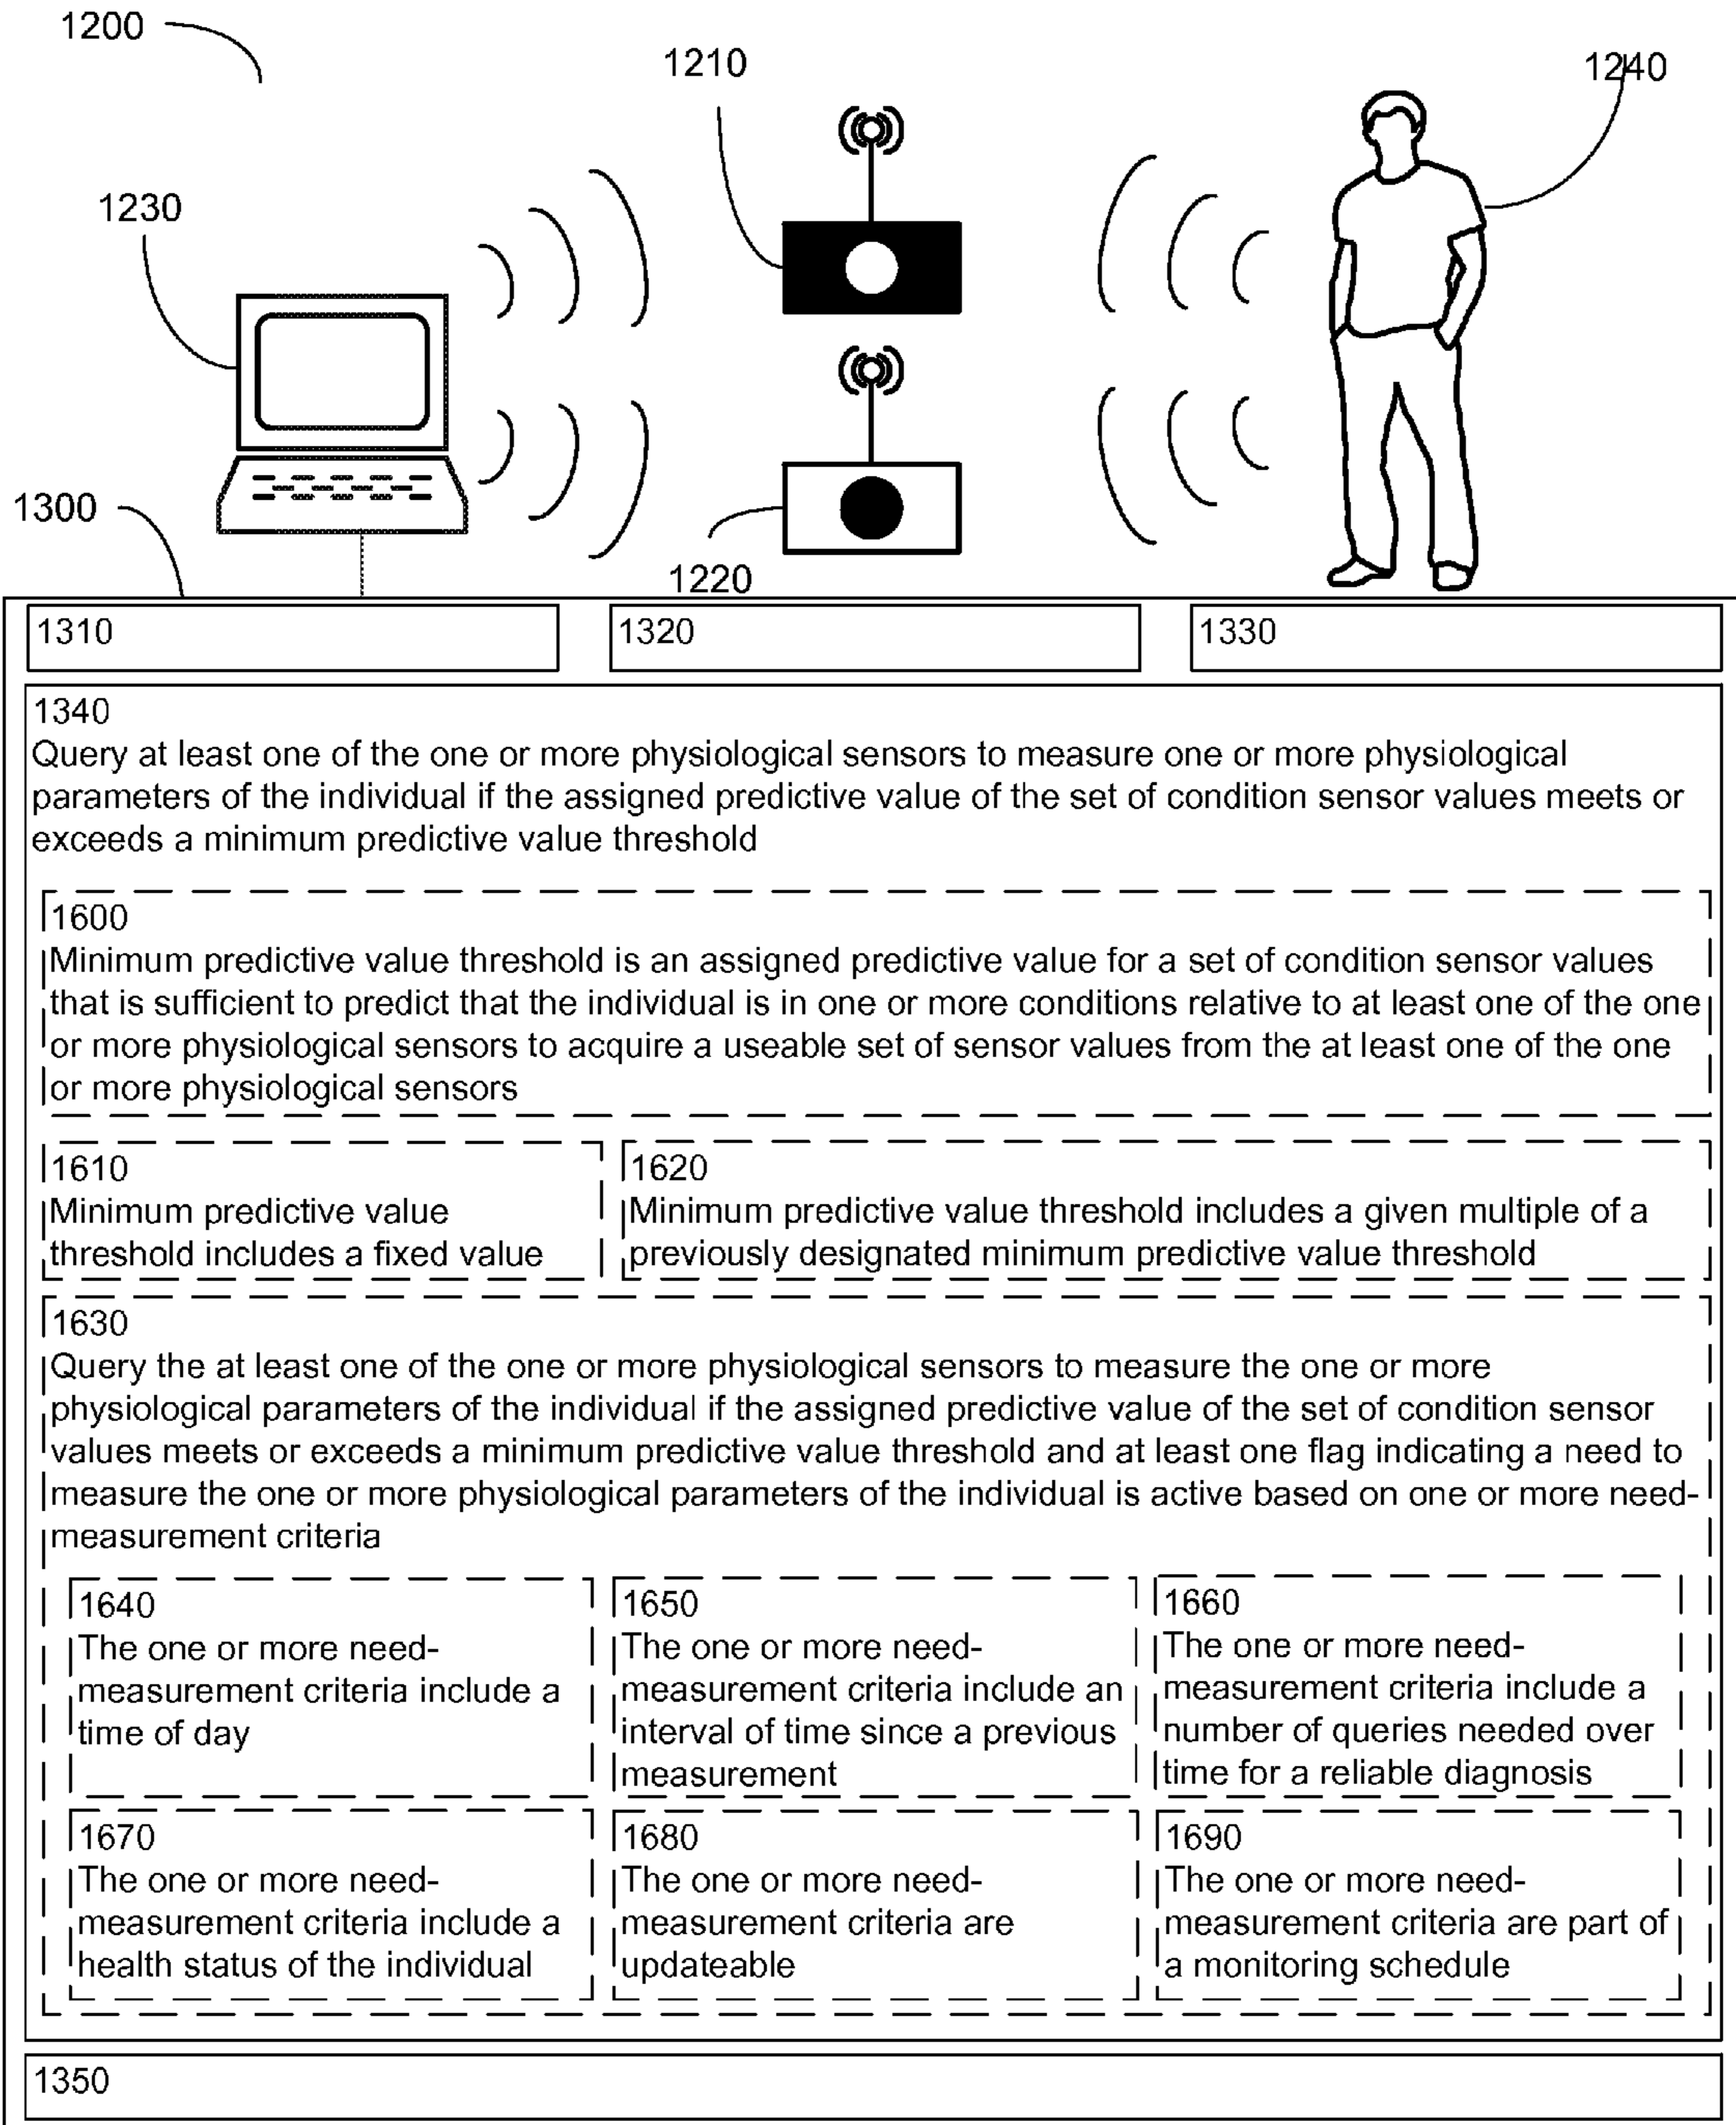 1200
1210
1240
1230
1300
1220
1310
1320
1330
1340
Query at least one of the one or more physiological sensors to measure one or more physiological
parameters of the individual if the assigned predictive value of the set of condition sensor values meets or
exceeds a minimum predictive value threshold
1600
Minimum predictive value threshold is an assigned predictive value for a set of condition sensor values
that is sufficient to predict that the individual is in one or more conditions relative to at least one of the one
or more physiological sensors to acquire a useable set of sensor values from the at least one of the one
or more physiological sensors
1610
Minimum predictive value
threshold includes a fixed value
1620
Minimum predictive value threshold includes a given multiple of a
previously designated minimum predictive value threshold
1630
Query the at least one of the one or more physiological sensors to measure the one or more
physiological parameters of the individual if the assigned predictive value of the set of condition sensor
values meets or exceeds a minimum predictive value threshold and at least one flag indicating a need to
measure the one or more physiological parameters of the individual is active based on one or more need-
measurement criteria
1640
The one or more need-
measurement criteria include a
time of day
1650
The one or more need-
measurement criteria include an
interval of time since a previous
measurement
1660
The one or more need-
measurement criteria include a
number of queries needed over
time for a reliable diagnosis
1670
The one or more need-
measurement criteria include a
health status of the individual
1680
The one or more need-
measurement criteria are
updateable
1690
The one or more need-
measurement criteria are part of
a monitoring schedule
1350